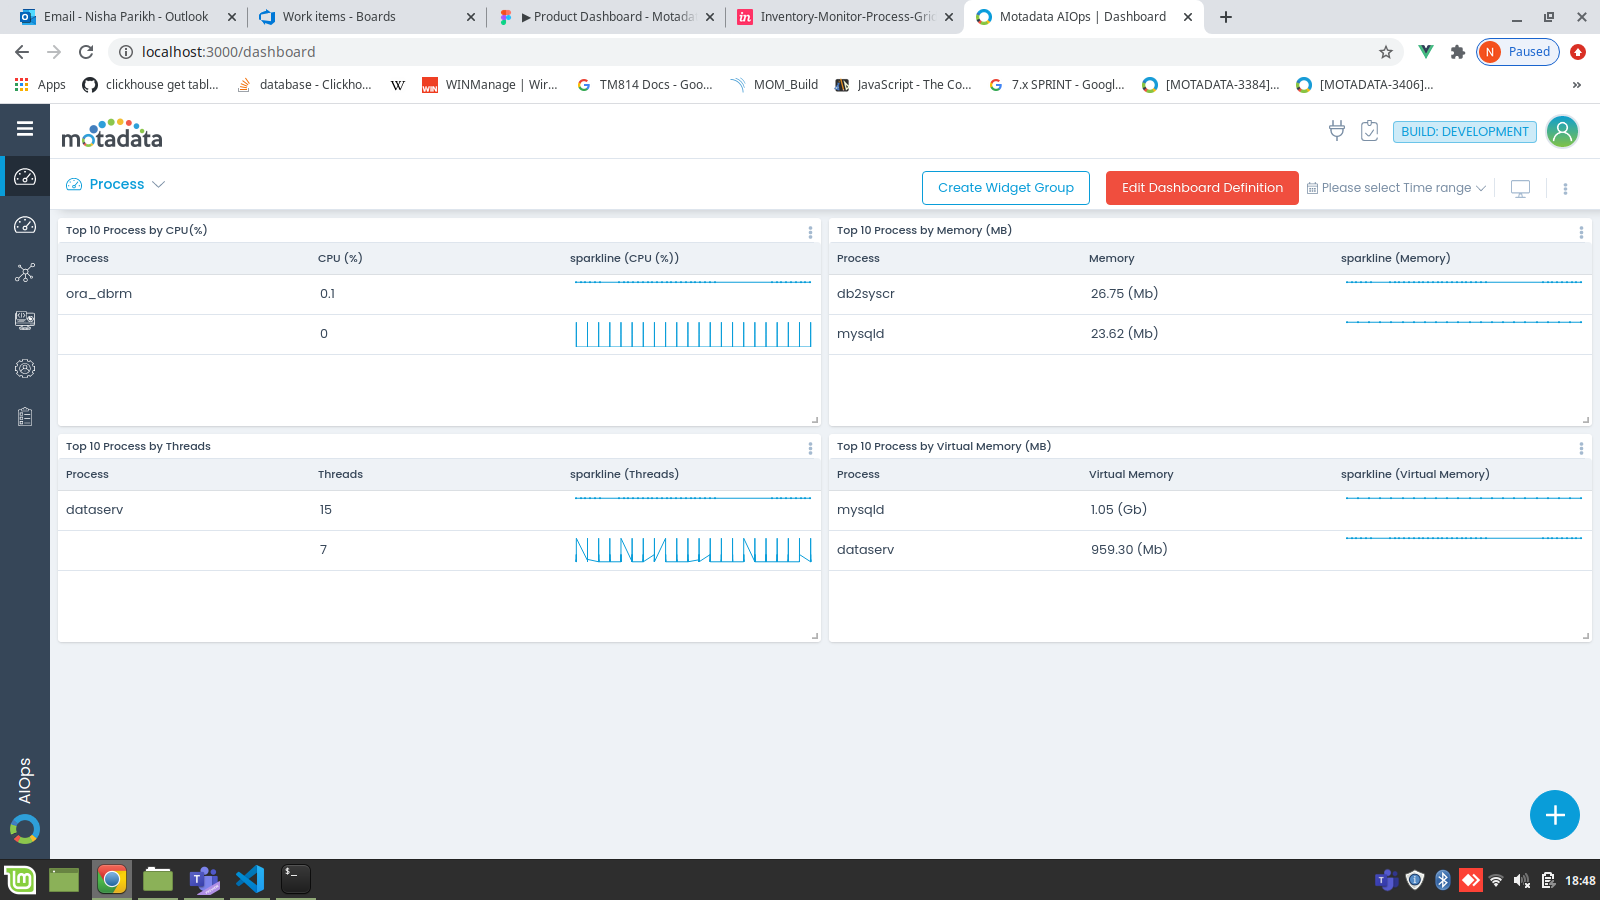 Email - Nisha Parikh - Outlook
Work items - Boards
▶ Product Dashboard - Motada
Inventory-Monitor-Process-Gri
Motadata AIOps | Dashboard
localhost:3000/dashboard
N Paused
Apps
clickhouse get tabl...
database - Clickho...
W
WIN WINManage | Wir...
TM814 Docs - Goo...
MOM_Build
JavaScript - The Co...
7.x SPRINT - Googl...
[MOTADATA-3384]...
[MOTADATA-3406]...
»
motadata
BUILD: DEVELOPMENT
Process
Create Widget Group
Edit Dashboard Definition
Please select Time range
Top 10 Process by CPU(%)
Process CPU (%) sparkline (CPU (%))
ora_dbrm 0.1
0
Top 10 Process by Memory (MB)
Process Memory sparkline (Memory)
db2syscr 26.75 (Mb)
mysqld 23.62 (Mb)
Top 10 Process by Threads
Process Threads sparkline (Threads)
dataserv 15
7
Top 10 Process by Virtual Memory (MB)
Process Virtual Memory sparkline (Virtual Memory)
mysqld 1.05 (Gb)
dataserv 959.30 (Mb)
AIOps
18:48